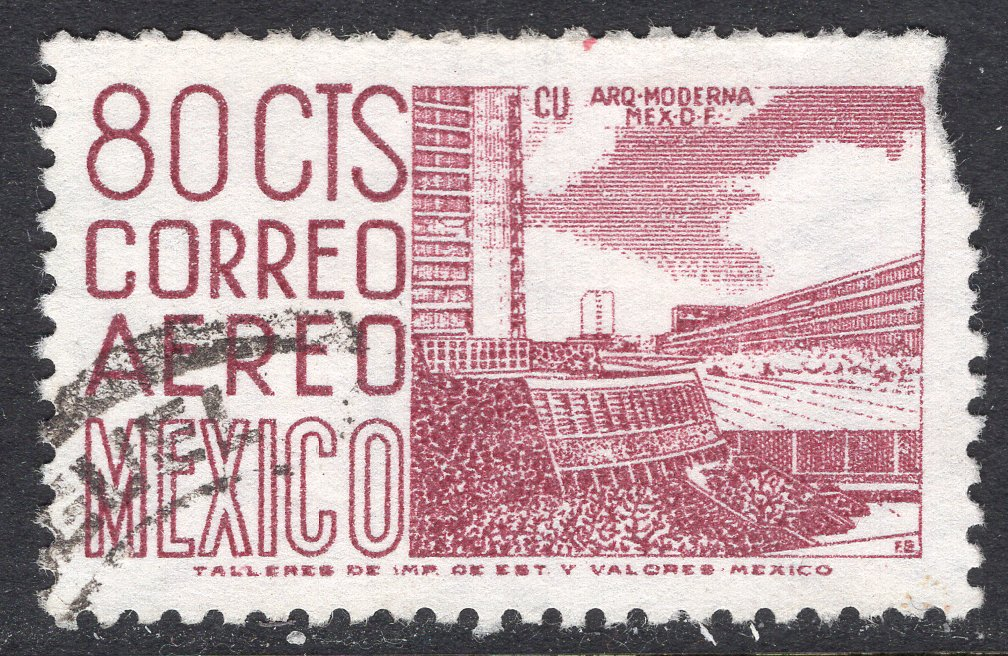 80 CTS
CORREO
AEREO
MEXICO
CU ARQ·MODERNA
MEX·D·F·
TALLERES DE IMP. DE EST. Y VALORES·MEXICO